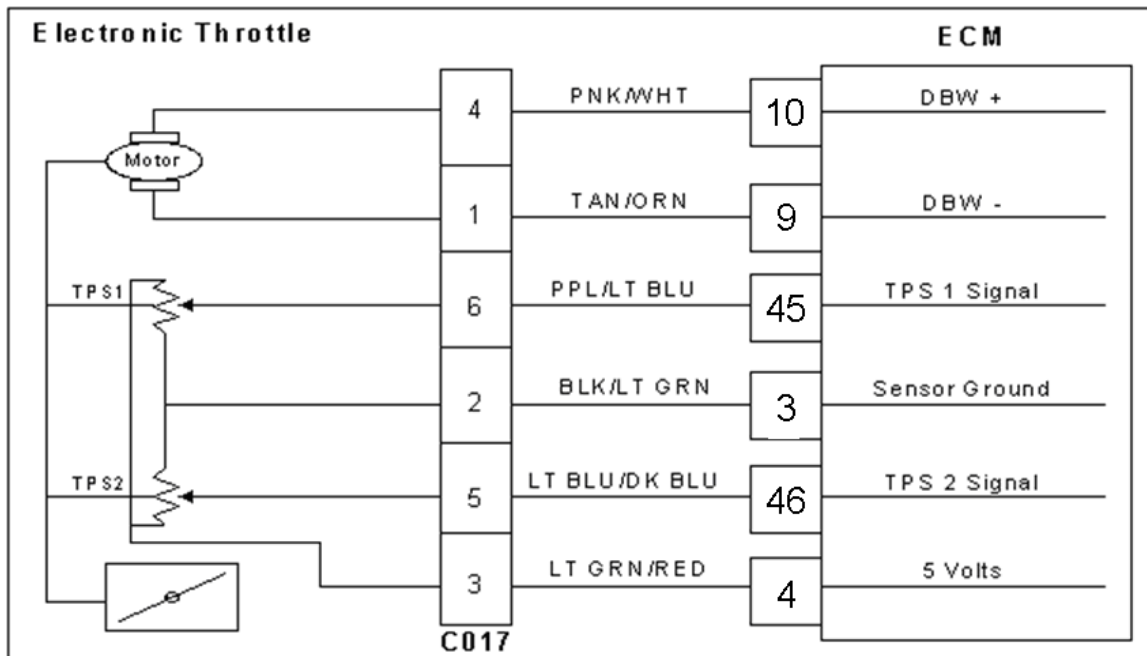 Electronic Throttle
ECM
4
PNK/WHT
10
DBW +
Motor
1
TAN/ORN
9
DBW -
TPS1
6
PPL/LT BLU
45
TPS 1 Signal
2
BLK/LT GRN
3
Sensor Ground
TPS2
5
LT BLU/DK BLU
46
TPS 2 Signal
3
LT GRN/RED
4
5 Volts
C017